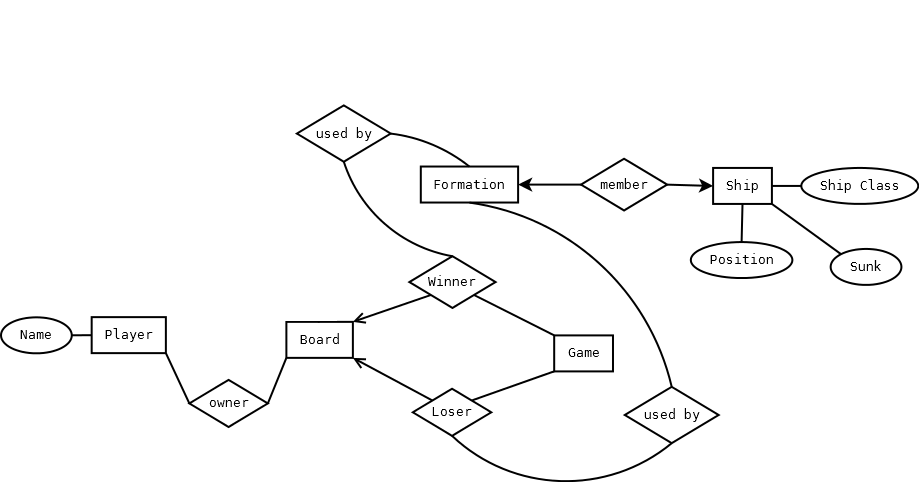 used by
Formation
member
Ship
Ship Class
Position
Sunk
Winner
Name
Player
Board
Game
owner
Loser
used by